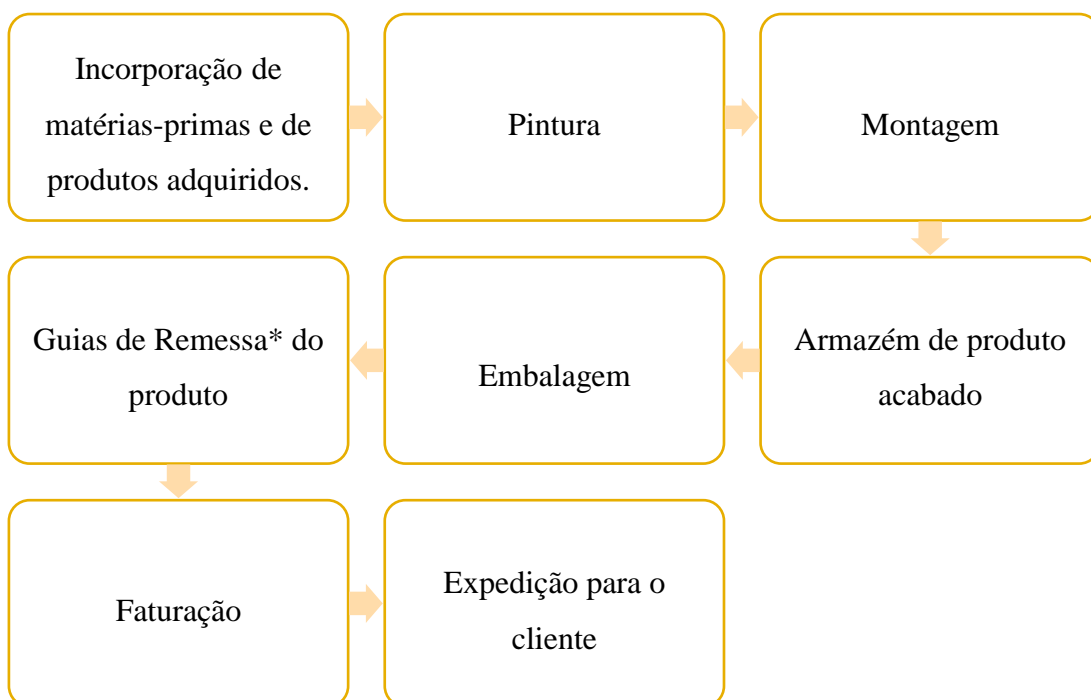 Incorporação de
matérias-primas e de
produtos adquiridos.
Pintura
Montagem
Armazém de produto
acabado
Embalagem
Guias de Remessa* do
produto
Faturação
Expedição para o
cliente